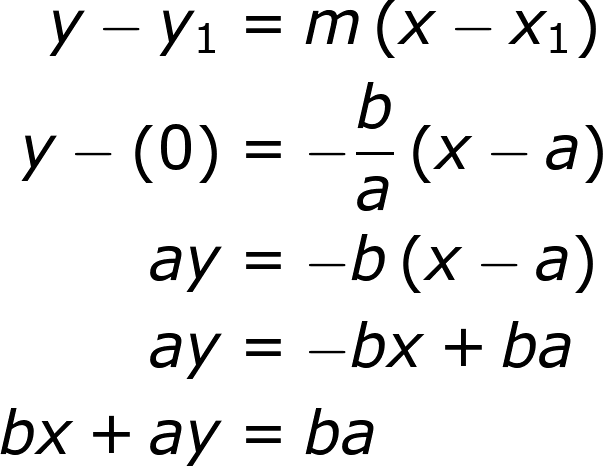 y − y₁ = m (x − x₁)
y − (0) = −b/a (x − a)
ay = −b (x − a)
ay = −bx + ba
bx + ay = ba